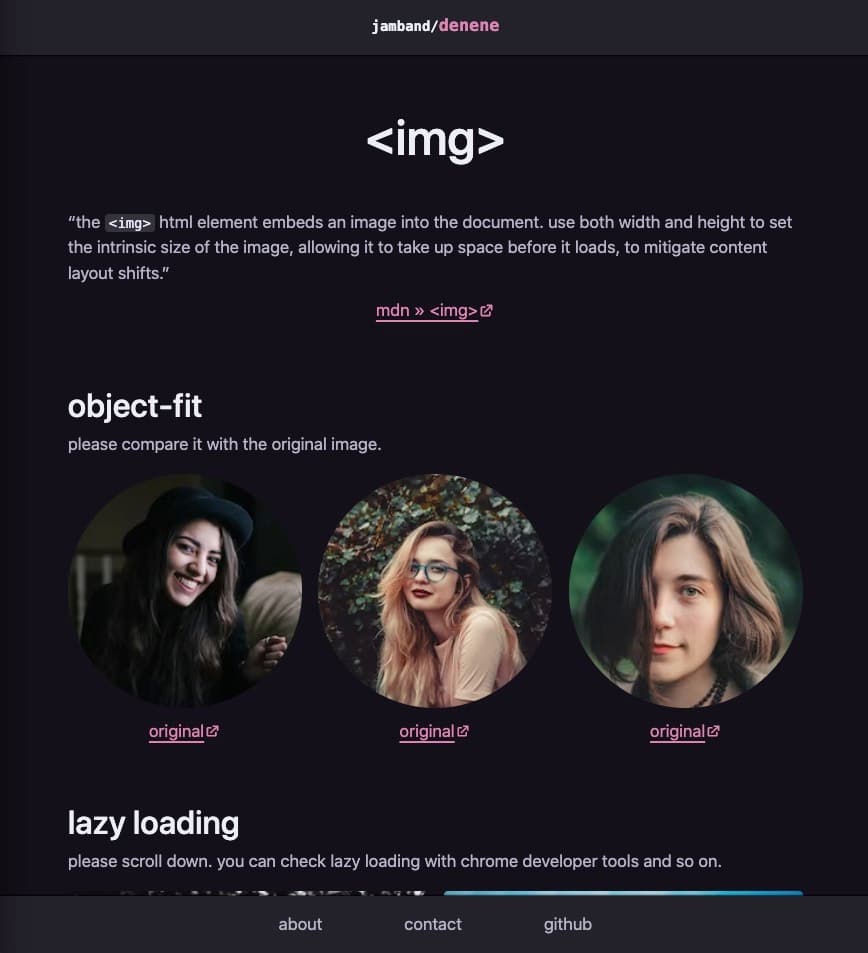 jamband/denene
<img>
“the <img> html element embeds an image into the document. use both width and height to set
the intrinsic size of the image, allowing it to take up space before it loads, to mitigate content
layout shifts.”
mdn » <img>
object-fit
please compare it with the original image.
original original original
lazy loading
please scroll down. you can check lazy loading with chrome developer tools and so on.
about contact github